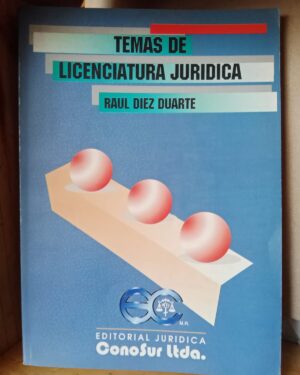 TEMAS DE
LICENCIATURA JURIDICA
RAUL DIEZ DUARTE
EDITORIAL JURIDICA
ConoSur Ltda.